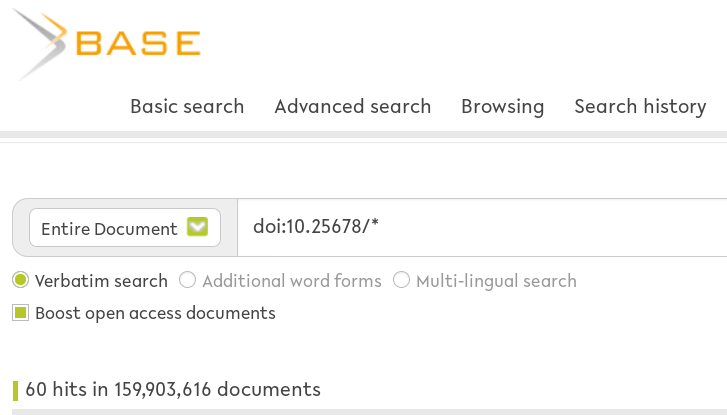 BASE
Basic search Advanced search Browsing Search history
Entire Document doi:10.25678/*
Verbatim search Additional word forms Multi-lingual search
Boost open access documents
60 hits in 159,903,616 documents